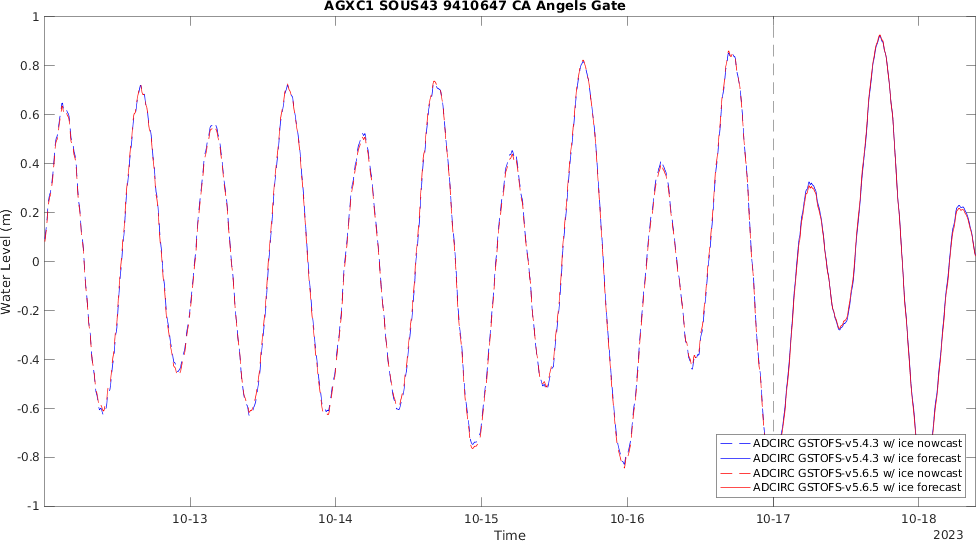 AGXC1 SOUS43 9410647 CA Angels Gate
1
0.8
0.6
0.4
0.2
0
-0.2
-0.4
-0.6
-0.8
-1
Water Level (m)
ADCIRC GSTOFS-v5.4.3 w/ ice nowcast
ADCIRC GSTOFS-v5.4.3 w/ ice forecast
ADCIRC GSTOFS-v5.6.5 w/ ice nowcast
ADCIRC GSTOFS-v5.6.5 w/ ice forecast
10-13 10-14 10-15 10-16 10-17 10-18
Time 2023